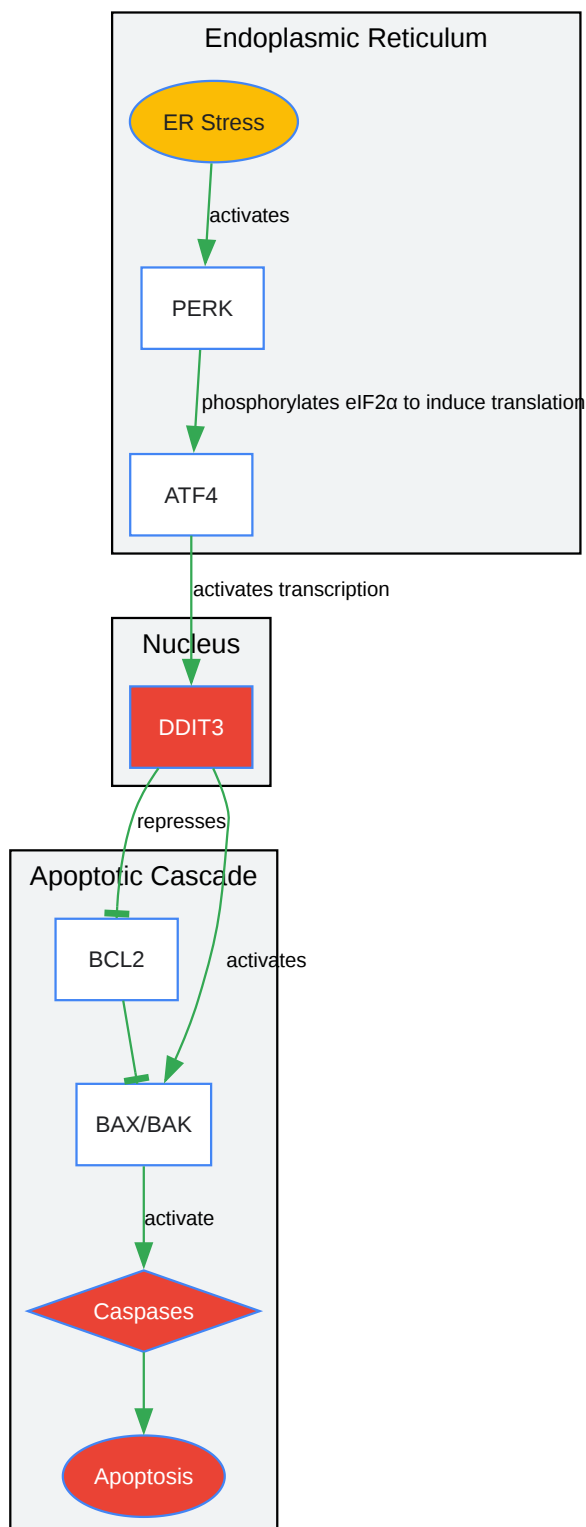 Endoplasmic Reticulum
ER Stress
activates
PERK
phosphorylates eIF2α to induce translation
ATF4
activates transcription
Nucleus
DDIT3
represses
Apoptotic Cascade
BCL2
activates
BAX/BAK
activate
Caspases
Apoptosis